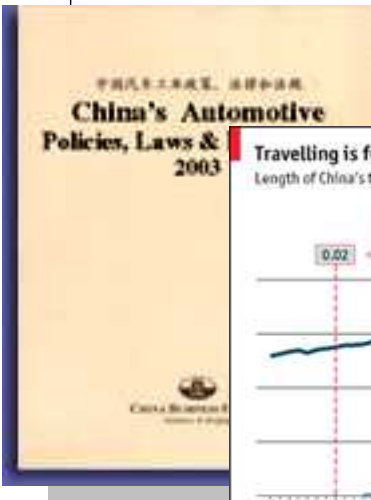 中国汽车工业政策、法律和法规
China's Automotive
Policies, Laws &
2003
Travelling is f
Length of China's t
0.02